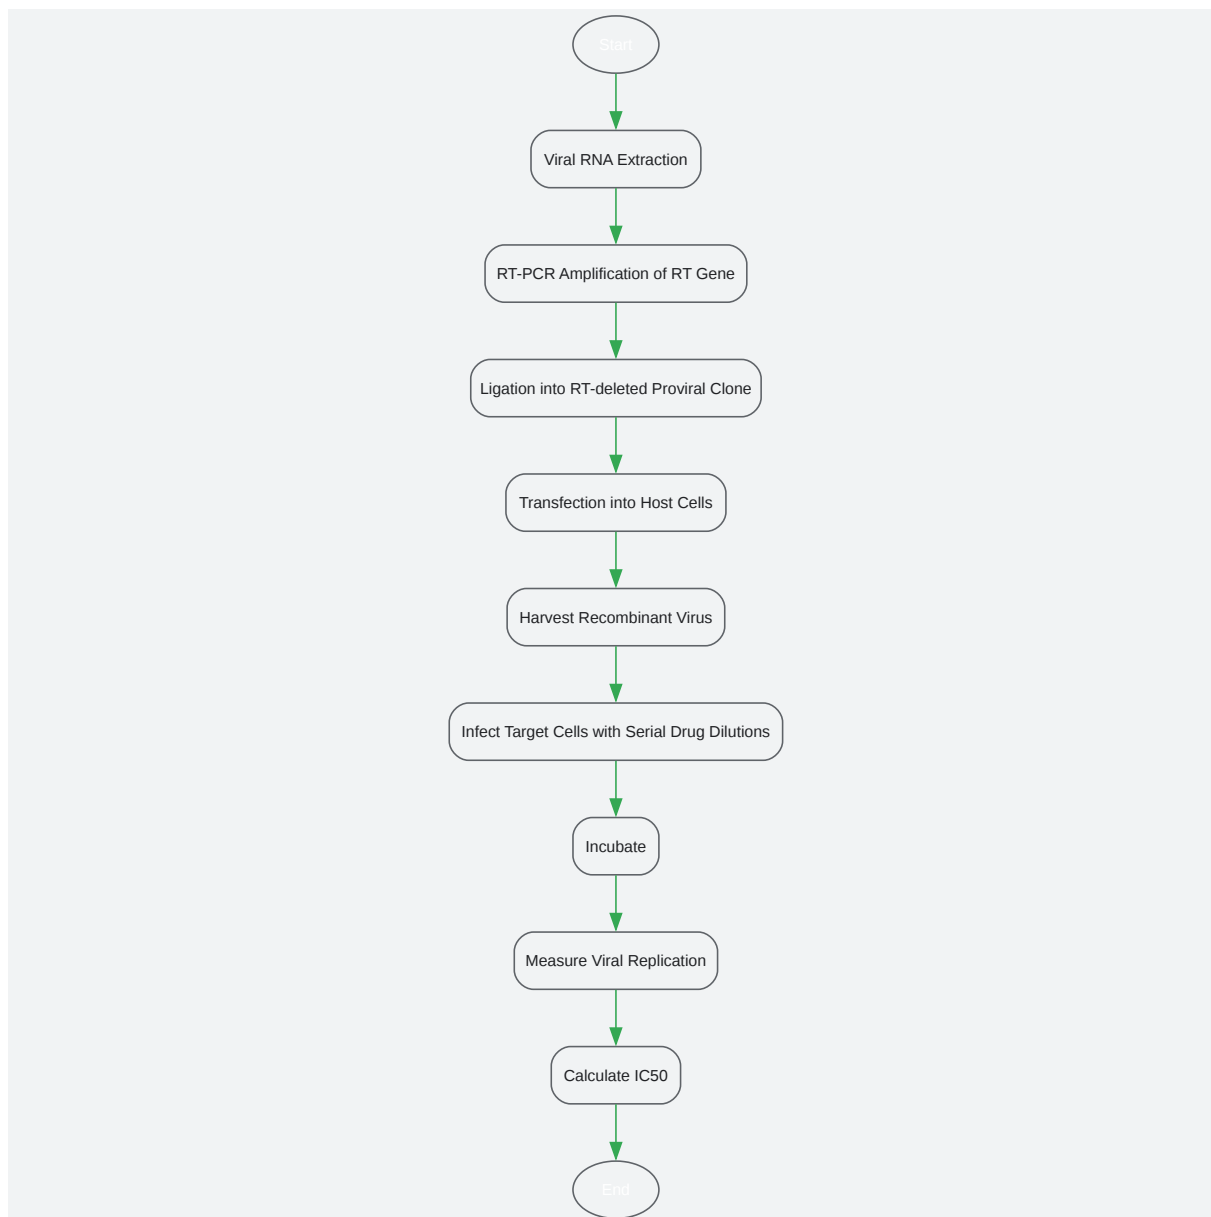 Start
Viral RNA Extraction
RT-PCR Amplification of RT Gene
Ligation into RT-deleted Proviral Clone
Transfection into Host Cells
Harvest Recombinant Virus
Infect Target Cells with Serial Drug Dilutions
Incubate
Measure Viral Replication
Calculate IC50
End